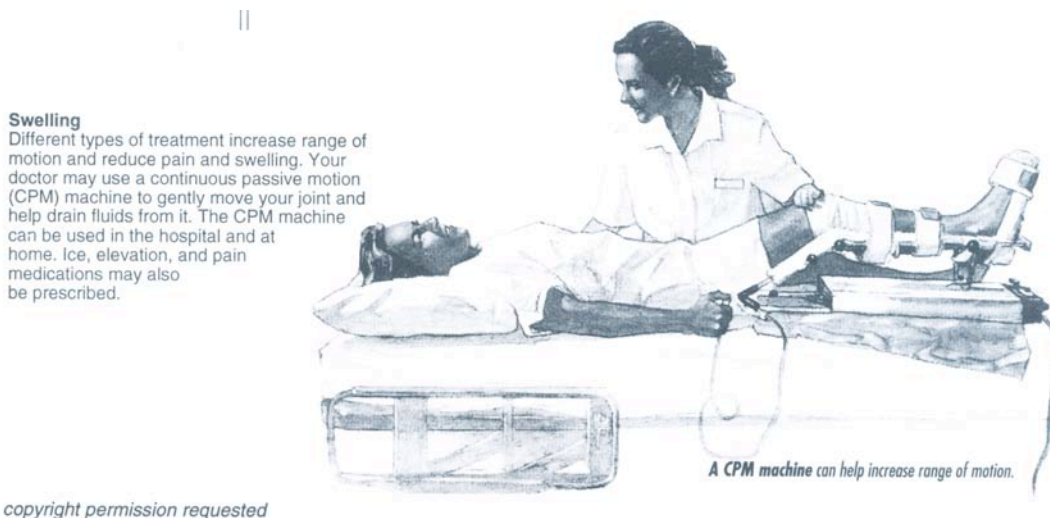 Swelling
Different types of treatment increase range of
motion and reduce pain and swelling. Your
doctor may use a continuous passive motion
(CPM) machine to gently move your joint and
help drain fluids from it. The CPM machine
can be used in the hospital and at
home. Ice, elevation, and pain
medications may also
be prescribed.
A CPM machine can help increase range of motion.
copyright permission requested